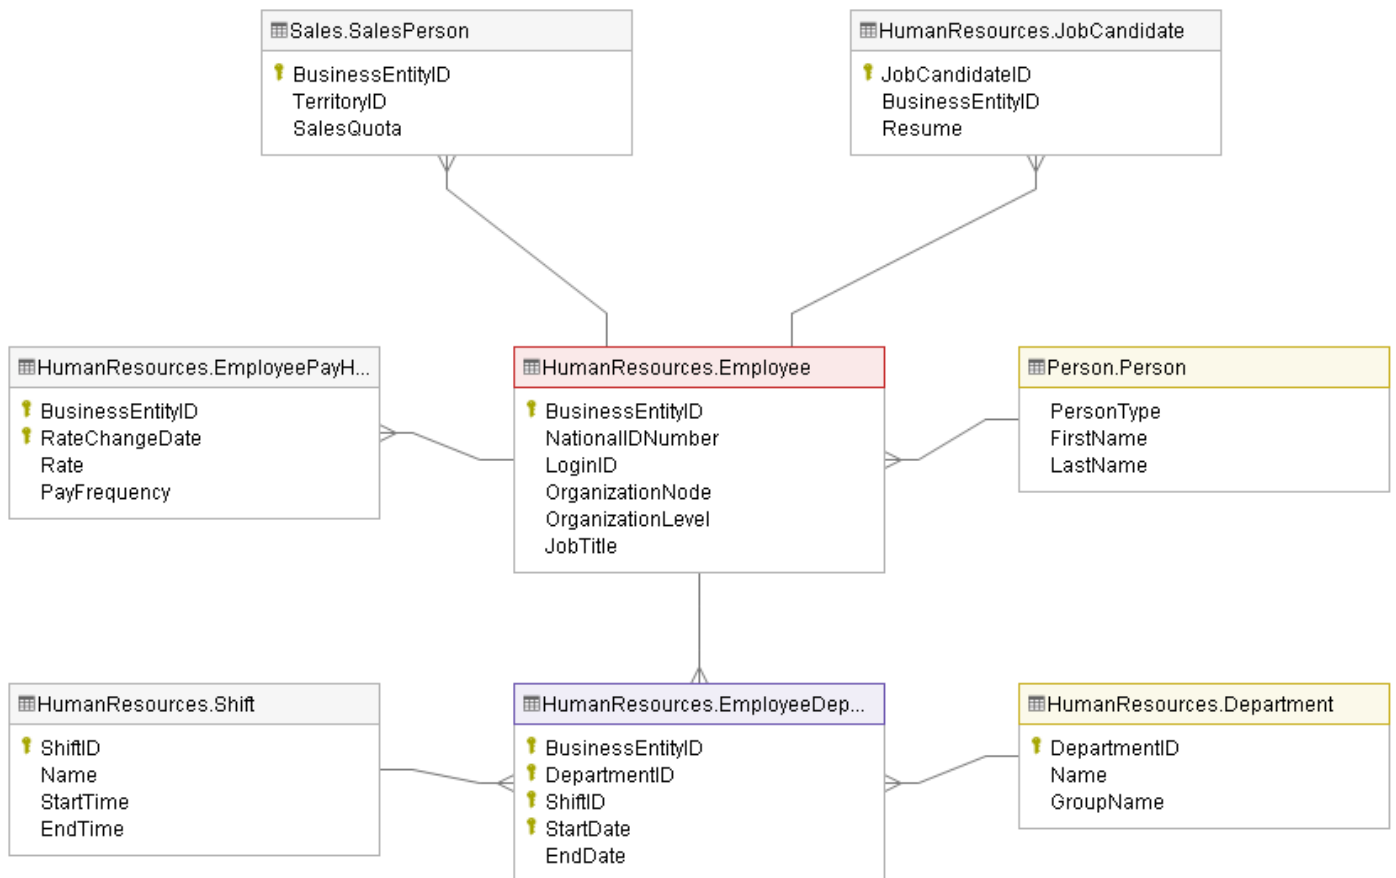 Sales.SalesPerson
BusinessEntityID
TerritoryID
SalesQuota
HumanResources.JobCandidate
JobCandidateID
BusinessEntityID
Resume
HumanResources.EmployeePayH...
BusinessEntityID
RateChangeDate
Rate
PayFrequency
HumanResources.Employee
BusinessEntityID
NationalIDNumber
LoginID
OrganizationNode
OrganizationLevel
JobTitle
Person.Person
PersonType
FirstName
LastName
HumanResources.Shift
ShiftID
Name
StartTime
EndTime
HumanResources.EmployeeDep...
BusinessEntityID
DepartmentID
ShiftID
StartDate
EndDate
HumanResources.Department
DepartmentID
Name
GroupName